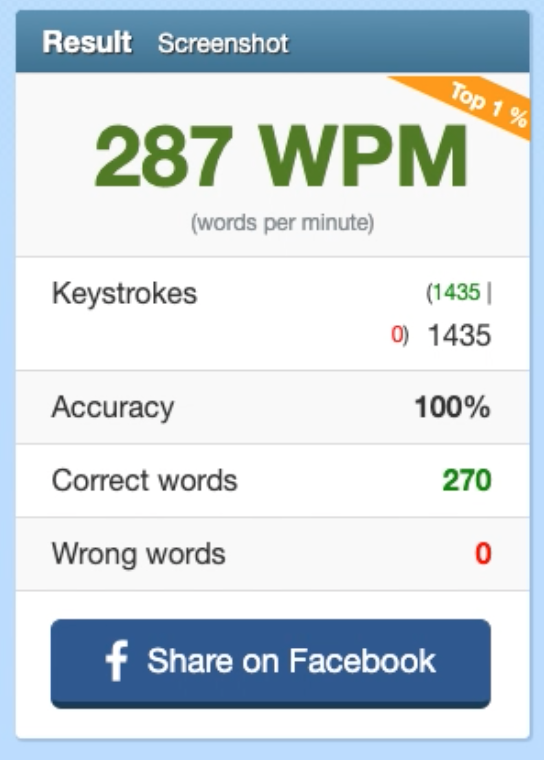 Result Screenshot
Top 1 %
287 WPM
(words per minute)
Keystrokes (1435 |
0) 1435
Accuracy 100%
Correct words 270
Wrong words 0
f Share on Facebook